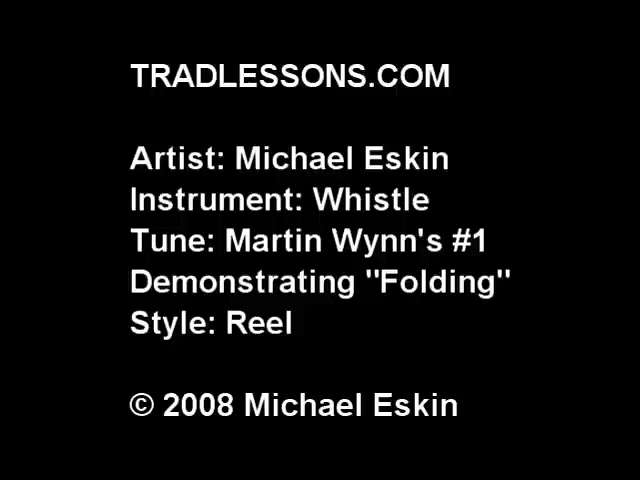 TRADLESSONS.COM
Artist: Michael Eskin
Instrument: Whistle
Tune: Martin Wynn's #1
Demonstrating "Folding"
Style: Reel
© 2008 Michael Eskin